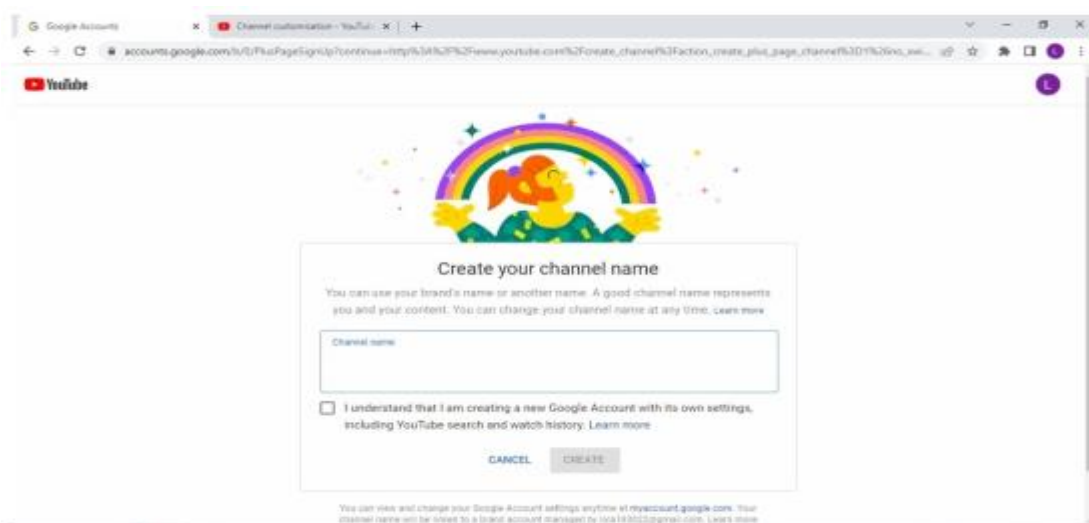 Google Accounts
Channel customisation - YouTu
YouTube
L
Create your channel name
You can use your brand's name or another name. A good channel name represents
you and your content. You can change your channel name at any time. Learn more
Channel name
I understand that I am creating a new Google Account with its own settings,
including YouTube search and watch history. Learn more
CANCEL CREATE
You can view and change your Google Account settings anytime at myaccount.google.com. Your
channel name will be linked to a brand account managed by Learn more